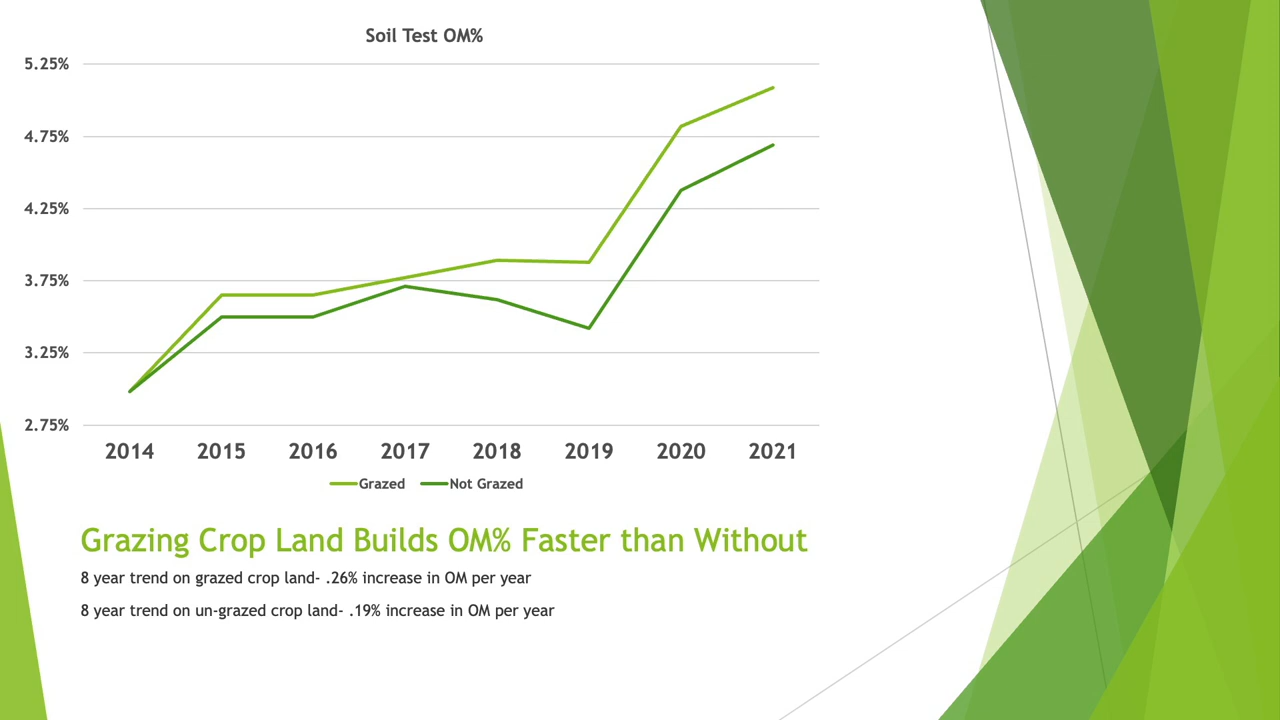 Soil Test OM%
5.25%
4.75%
4.25%
3.75%
3.25%
2.75%
2014 2015 2016 2017 2018 2019 2020 2021
Grazed Not Grazed
Grazing Crop Land Builds OM% Faster than Without
8 year trend on grazed crop land- .26% increase in OM per year
8 year trend on un-grazed crop land- .19% increase in OM per year